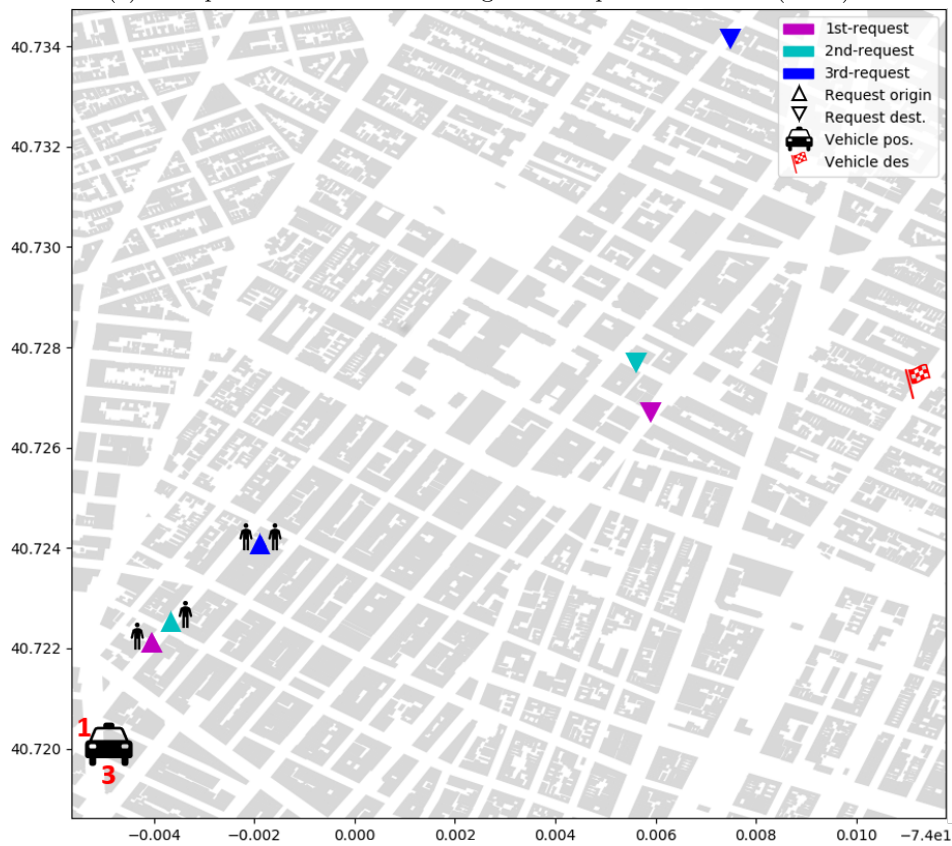 40.734
40.732
40.730
40.728
40.726
40.724
40.722
40.720
1st-request
2nd-request
3rd-request
Request origin
Request dest.
Vehicle pos.
Vehicle des
1
3
−0.004 −0.002 0.000 0.002 0.004 0.006 0.008 0.010 −7.4e1